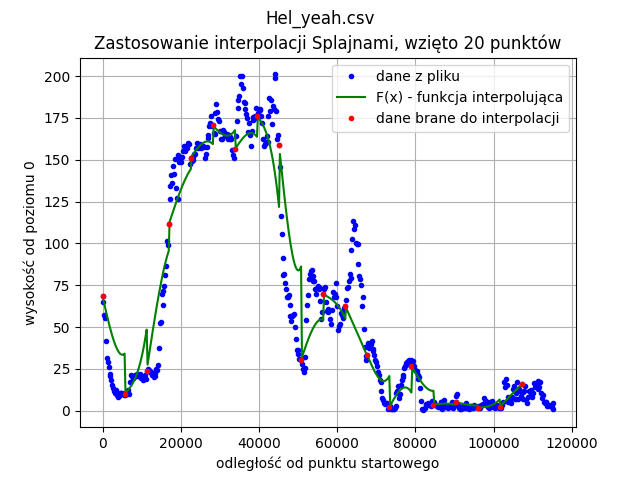 Hel_yeah.csv
Zastosowanie interpolacji Splajnami, wzięto 20 punktów
dane z pliku
F(x) - funkcja interpolująca
dane brane do interpolacji
wysokość od poziomu 0
200
175
150
125
100
75
50
25
0
0 20000 40000 60000 80000 100000 120000
odległość od punktu startowego